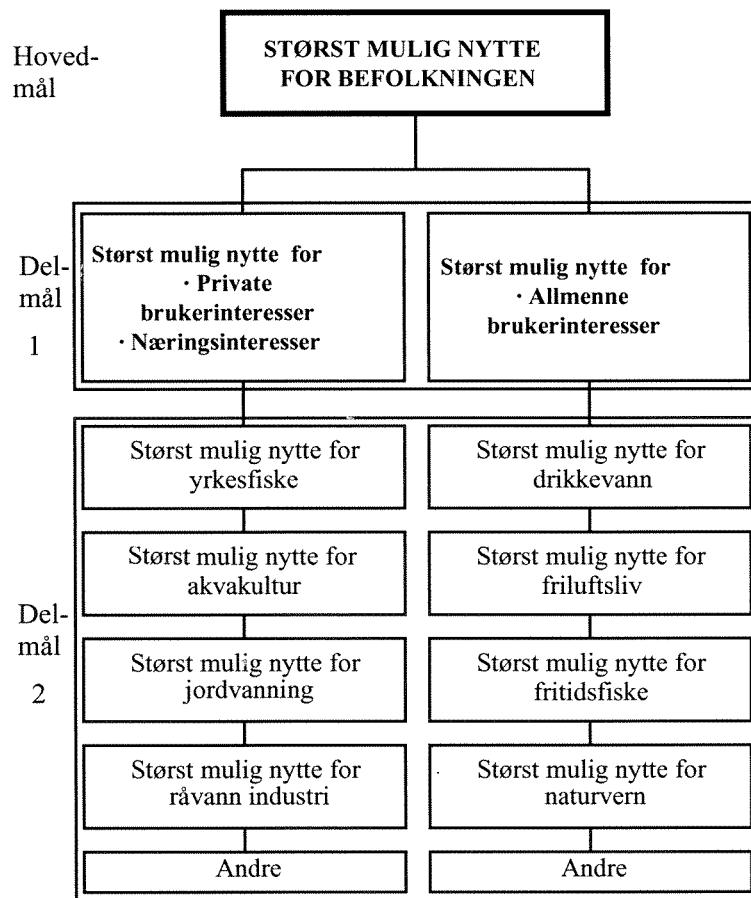 Hoved-
mål
STØRST MULIG NYTTE
FOR BEFOLKNINGEN
Del-
mål
1
Størst mulig nytte for
· Private
brukerinteresser
· Næringsinteresser
Størst mulig nytte for
· Allmenne
brukerinteresser
Del-
mål
2
Størst mulig nytte for
yrkesfiske
Størst mulig nytte for
akvakultur
Størst mulig nytte for
jordvanning
Størst mulig nytte for
råvann industri
Andre
Størst mulig nytte for
drikkevann
Størst mulig nytte for
friluftsliv
Størst mulig nytte for
fritidsfiske
Størst mulig nytte for
naturvern
Andre